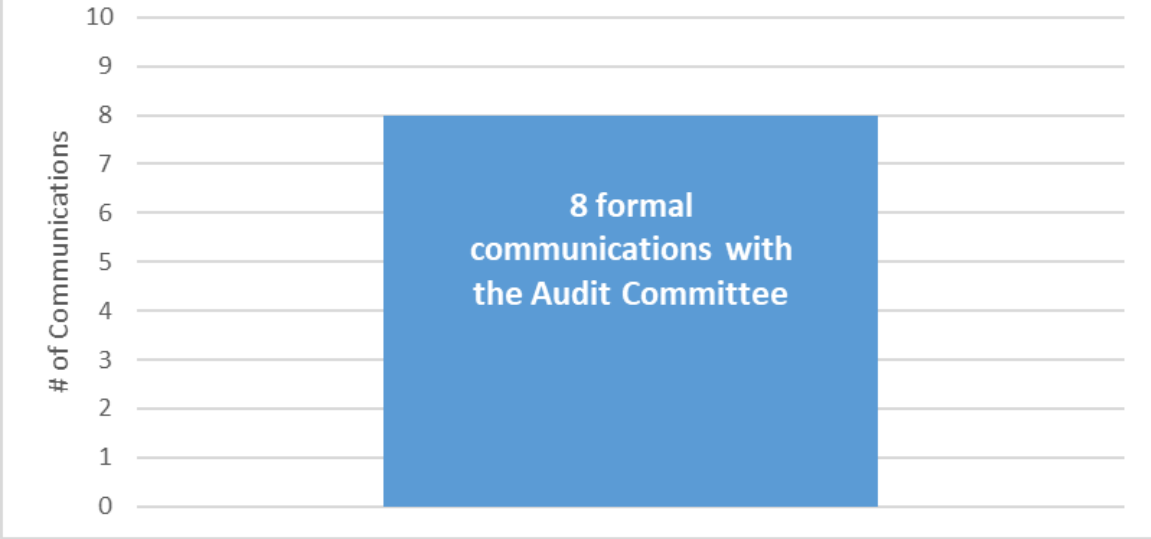 10
9
8
7
6
5
4
3
2
1
0
# of Communications
8 formal
communications with
the Audit Committee